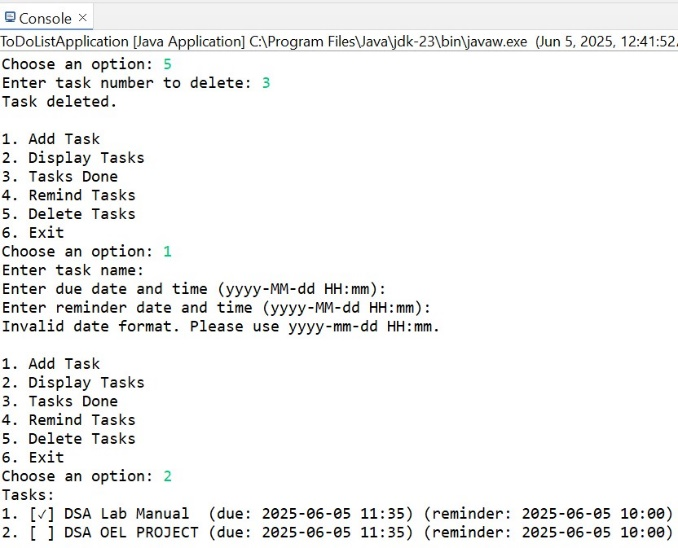 Console ×
ToDoListApplication [Java Application] C:\Program Files\Java\jdk-23\bin\javaw.exe (Jun 5, 2025, 12:41:52
Choose an option: 5
Enter task number to delete: 3
Task deleted.
1. Add Task
2. Display Tasks
3. Tasks Done
4. Remind Tasks
5. Delete Tasks
6. Exit
Choose an option: 1
Enter task name:
Enter due date and time (yyyy-MM-dd HH:mm):
Enter reminder date and time (yyyy-MM-dd HH:mm):
Invalid date format. Please use yyyy-mm-dd HH:mm.
1. Add Task
2. Display Tasks
3. Tasks Done
4. Remind Tasks
5. Delete Tasks
6. Exit
Choose an option: 2
Tasks:
1. [✓] DSA Lab Manual  (due: 2025-06-05 11:35) (reminder: 2025-06-05 10:00)
2. [ ] DSA OEL PROJECT (due: 2025-06-05 11:35) (reminder: 2025-06-05 10:00)